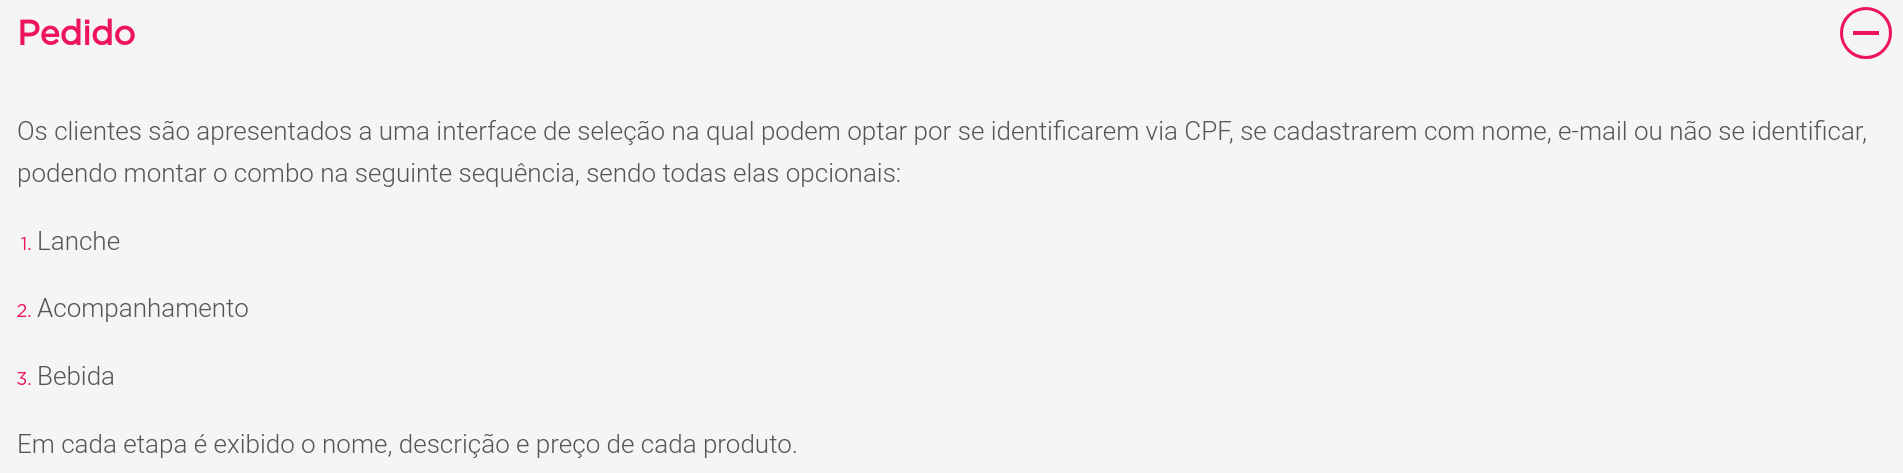 Pedido
Os clientes são apresentados a uma interface de seleção na qual podem optar por se identificarem via CPF, se cadastrarem com nome, e-mail ou não se identificar,
podendo montar o combo na seguinte sequência, sendo todas elas opcionais:
1. Lanche
2. Acompanhamento
3. Bebida
Em cada etapa é exibido o nome, descrição e preço de cada produto.